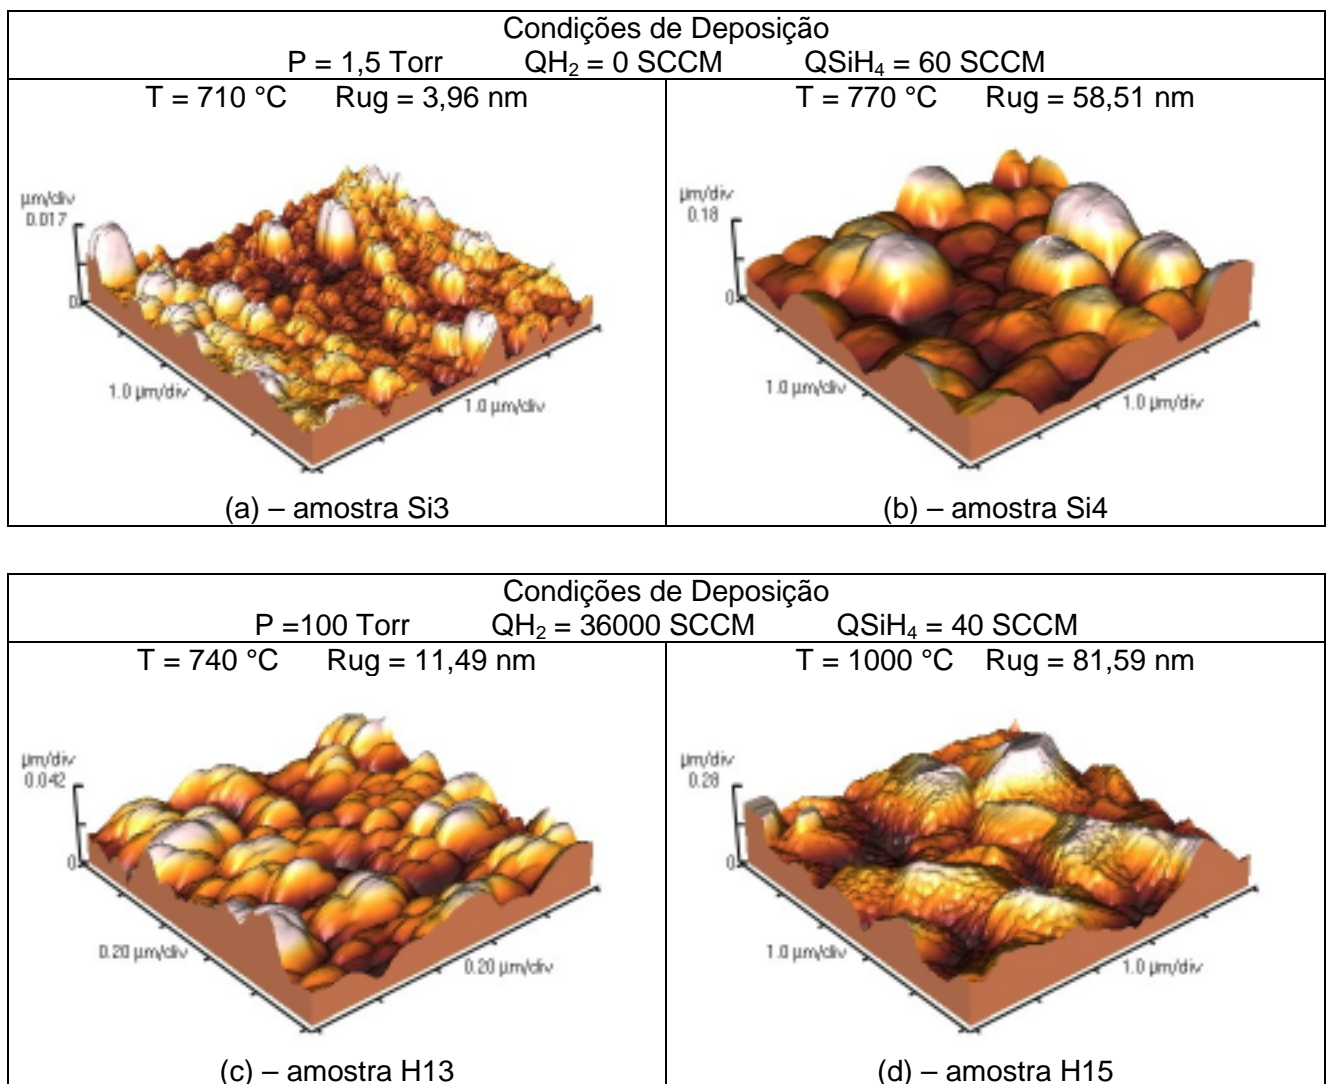 Condições de Deposição
P = 1,5 Torr QH₂ = 0 SCCM QSiH₄ = 60 SCCM
T = 710 °C Rug = 3,96 nm
T = 770 °C Rug = 58,51 nm
µm/div
0.017
0
1.0 µm/div
1.0 µm/div
µm/div
0.18
0
1.0 µm/div
1.0 µm/div
(a) – amostra Si3
(b) – amostra Si4
Condições de Deposição
P =100 Torr QH₂ = 36000 SCCM QSiH₄ = 40 SCCM
T = 740 °C Rug = 11,49 nm
T = 1000 °C Rug = 81,59 nm
µm/div
0.042
0
0.20 µm/div
0.20 µm/div
µm/div
0.28
0
1.0 µm/div
1.0 µm/div
(c) – amostra H13
(d) – amostra H15